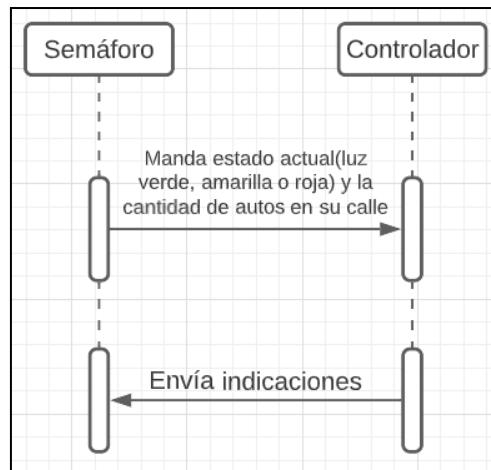 Semáforo
Controlador
Manda estado actual(luz
verde, amarilla o roja) y la
cantidad de autos en su calle
Envía indicaciones